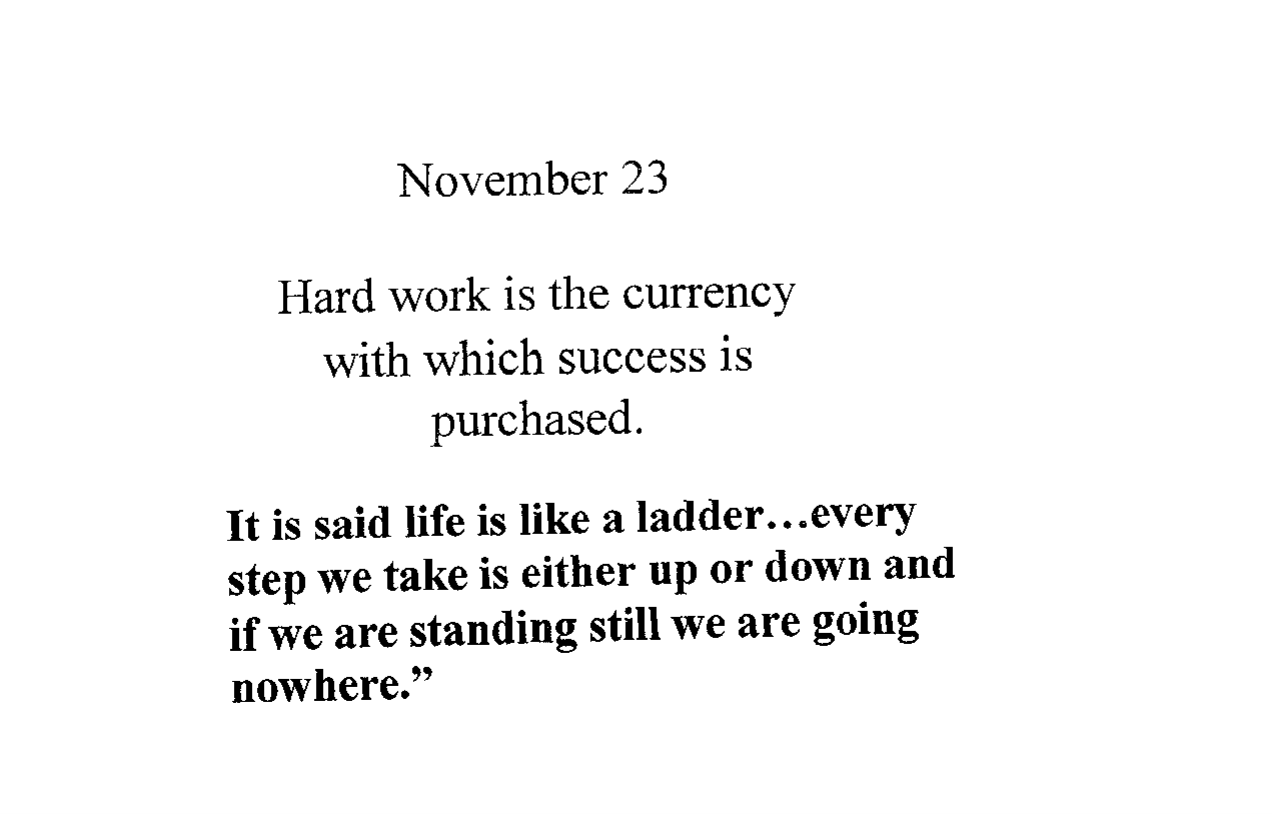 November 23
Hard work is the currency
with which success is
purchased.
It is said life is like a ladder…every
step we take is either up or down and
if we are standing still we are going
nowhere.”